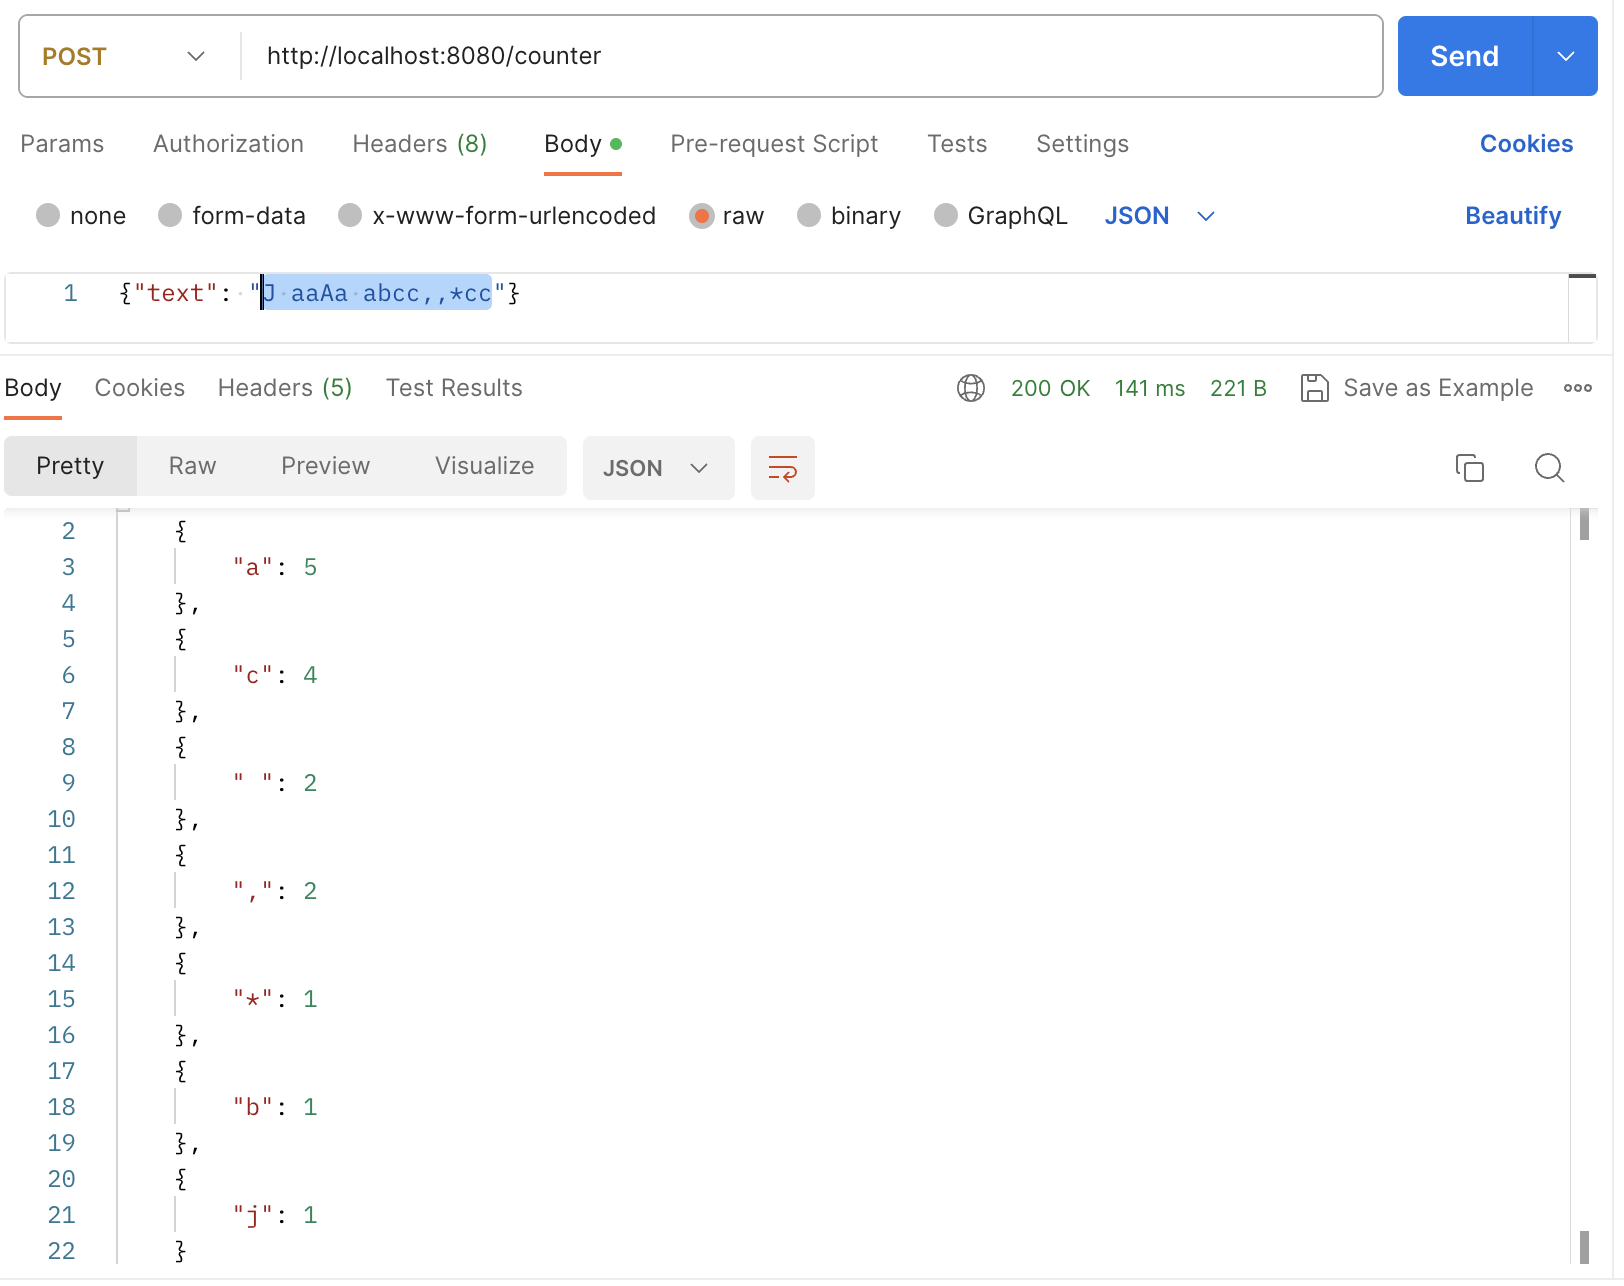 POST http://localhost:8080/counter Send
Params Authorization Headers (8) Body Pre-request Script Tests Settings Cookies
none form-data x-www-form-urlencoded raw binary GraphQL JSON Beautify
1 {"text": "J aaAa abcc,,*cc"}
Body Cookies Headers (5) Test Results 200 OK 141 ms 221 B Save as Example
Pretty Raw Preview Visualize JSON
2 {
3 "a": 5
4 },
5 {
6 "c": 4
7 },
8 {
9 " ": 2
10 },
11 {
12 ",": 2
13 },
14 {
15 "*": 1
16 },
17 {
18 "b": 1
19 },
20 {
21 "j": 1
22 }